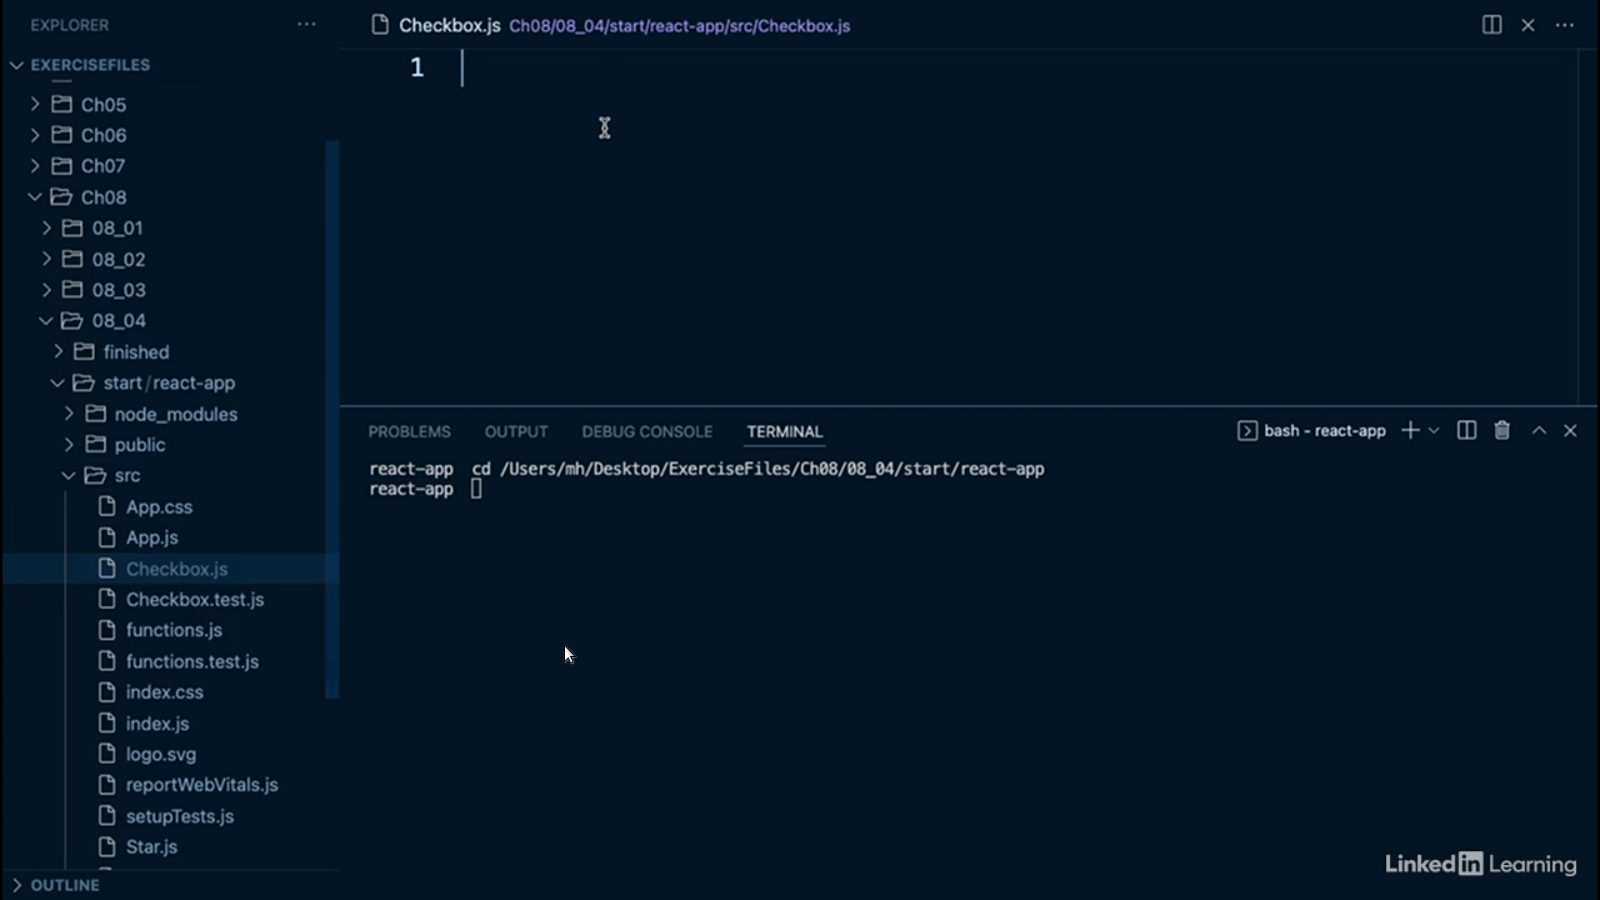 EXPLORER
EXERCISEFILES
Ch05
Ch06
Ch07
Ch08
08_01
08_02
08_03
08_04
finished
start/react-app
node_modules
public
src
App.css
App.js
Checkbox.js
Checkbox.test.js
functions.js
functions.test.js
index.css
index.js
logo.svg
reportWebVitals.js
setupTests.js
Star.js
OUTLINE
Checkbox.js Ch08/08_04/start/react-app/src/Checkbox.js
1
PROBLEMS OUTPUT DEBUG CONSOLE TERMINAL bash - react-app
react-app cd /Users/mh/Desktop/ExerciseFiles/Ch08/08_04/start/react-app
react-app
LinkedIn Learning